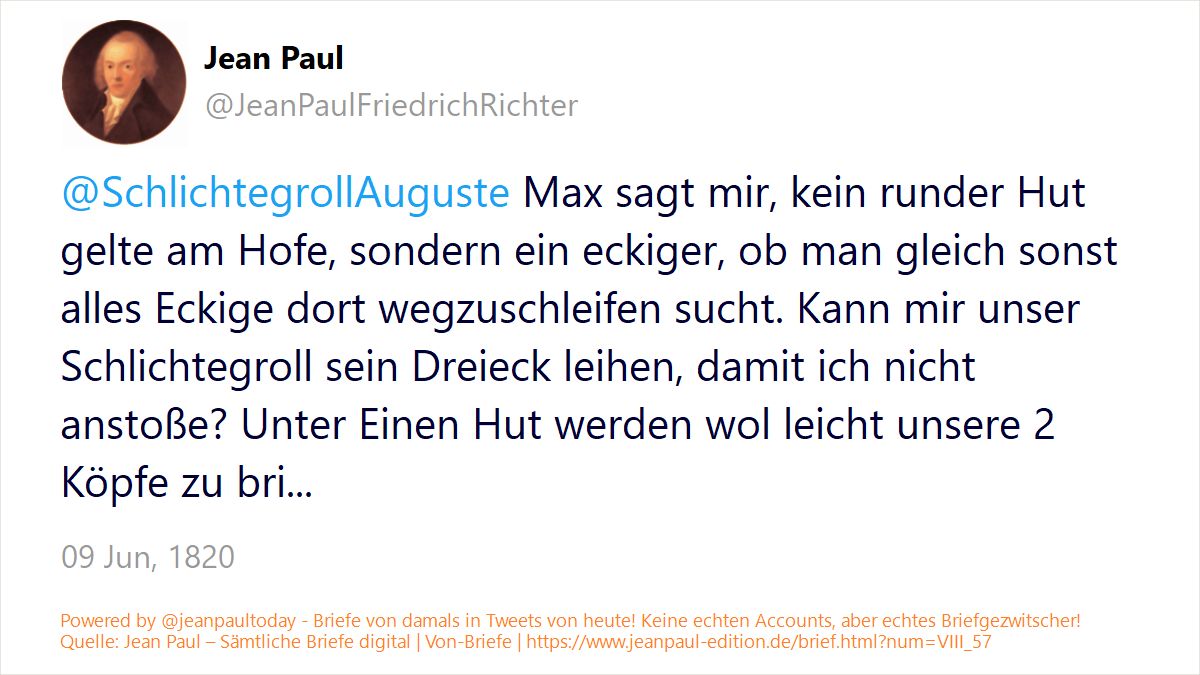 Jean Paul
@JeanPaulFriedrichRichter
@SchlichtegrollAuguste Max sagt mir, kein runder Hut
gelte am Hofe, sondern ein eckiger, ob man gleich sonst
alles Eckige dort wegzuschleifen sucht. Kann mir unser
Schlichtegroll sein Dreieck leihen, damit ich nicht
anstoße? Unter Einen Hut werden wol leicht unsere 2
Köpfe zu bri...
09 Jun, 1820
Powered by @jeanpaultoday - Briefe von damals in Tweets von heute! Keine echten Accounts, aber echtes Briefgezwitscher!
Quelle: Jean Paul – Sämtliche Briefe digital | Von-Briefe | https://www.jeanpaul-edition.de/brief.html?num=VIII_57